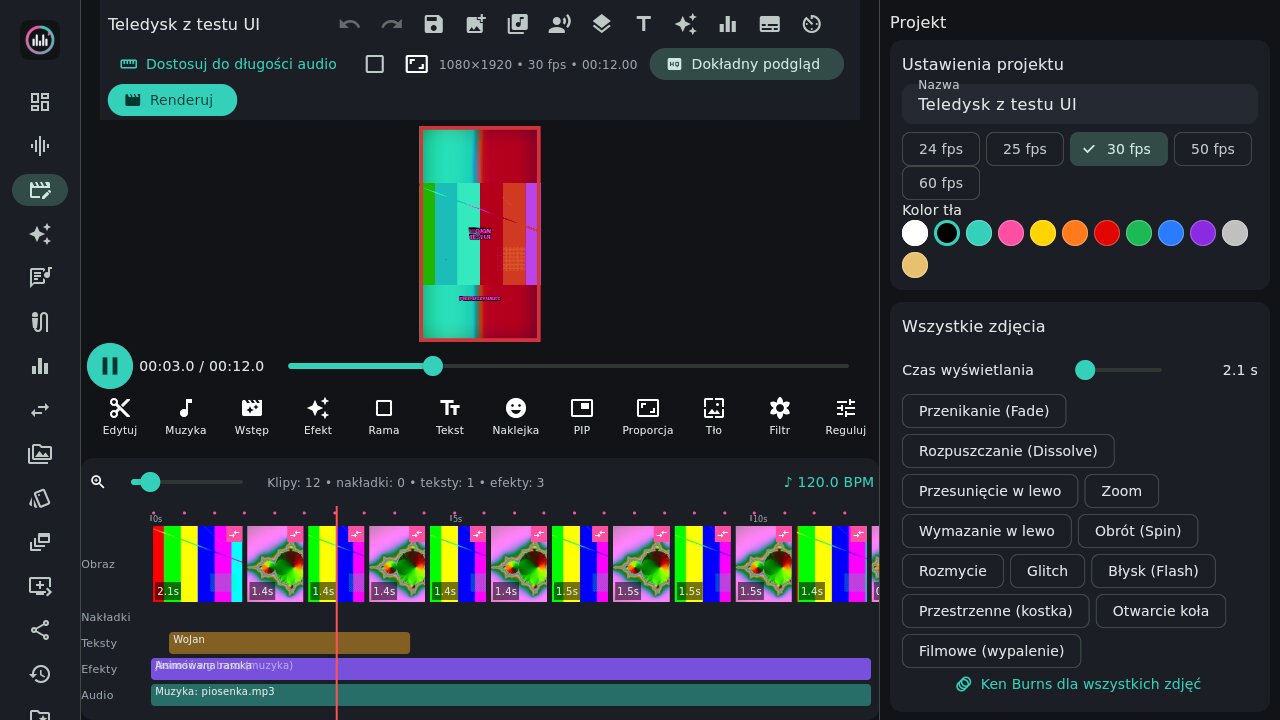 Teledysk z testu UI
Dostosuj do długości audio
1080×1920 • 30 fps • 00:12.00
HQ Dokładny podgląd
Renderuj
00:03.0 / 00:12.0
Edytuj
Muzyka
Wstęp
Efekt
Rama
Tekst
Naklejka
PIP
Proporcja
Tło
Filtr
Reguluj
Klipy: 12 • nakładki: 0 • teksty: 1 • efekty: 3
♪ 120.0 BPM
0s
5s
10s
Obraz
2.1s
1.4s
1.4s
1.4s
1.4s
1.4s
1.5s
1.5s
1.5s
1.5s
1.4s
Nakładki
Teksty
WoJan
Efekty
Animowana ramka
(muzyka)
Audio
Muzyka: piosenka.mp3
Projekt
Ustawienia projektu
Nazwa
Teledysk z testu UI
24 fps
25 fps
30 fps
50 fps
60 fps
Kolor tła
Wszystkie zdjęcia
Czas wyświetlania
2.1 s
Przenikanie (Fade)
Rozpuszczanie (Dissolve)
Przesunięcie w lewo
Zoom
Wymazanie w lewo
Obrót (Spin)
Rozmycie
Glitch
Błysk (Flash)
Przestrzenne (kostka)
Otwarcie koła
Filmowe (wypalenie)
Ken Burns dla wszystkich zdjęć